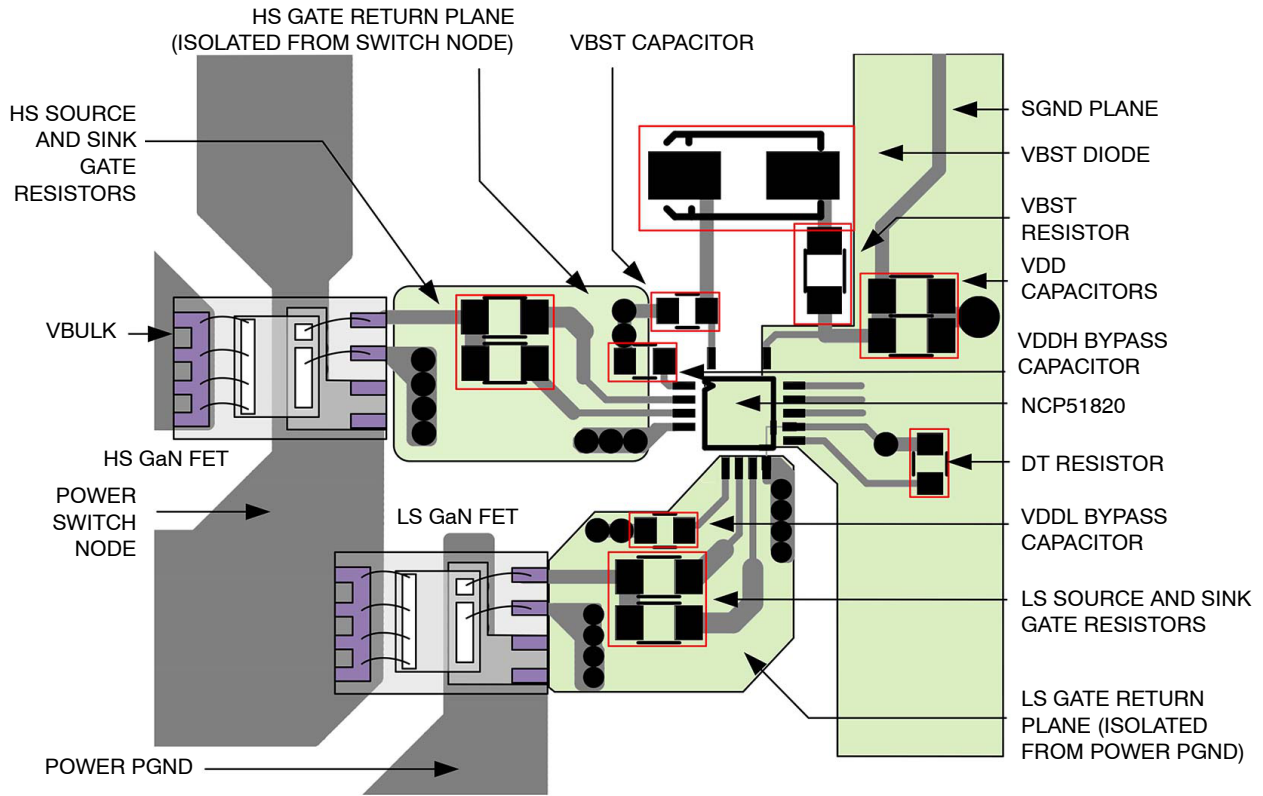 HS GATE RETURN PLANE
(ISOLATED FROM SWITCH NODE)
VBST CAPACITOR
HS SOURCE
AND SINK
GATE
RESISTORS
SGND PLANE
VBST DIODE
VBST
RESISTOR
VDD
CAPACITORS
VBULK
VDDH BYPASS
CAPACITOR
NCP51820
HS GaN FET
DT RESISTOR
POWER
SWITCH
NODE
LS GaN FET
VDDL BYPASS
CAPACITOR
LS SOURCE AND SINK
GATE RESISTORS
LS GATE RETURN
PLANE (ISOLATED
FROM POWER PGND)
POWER PGND